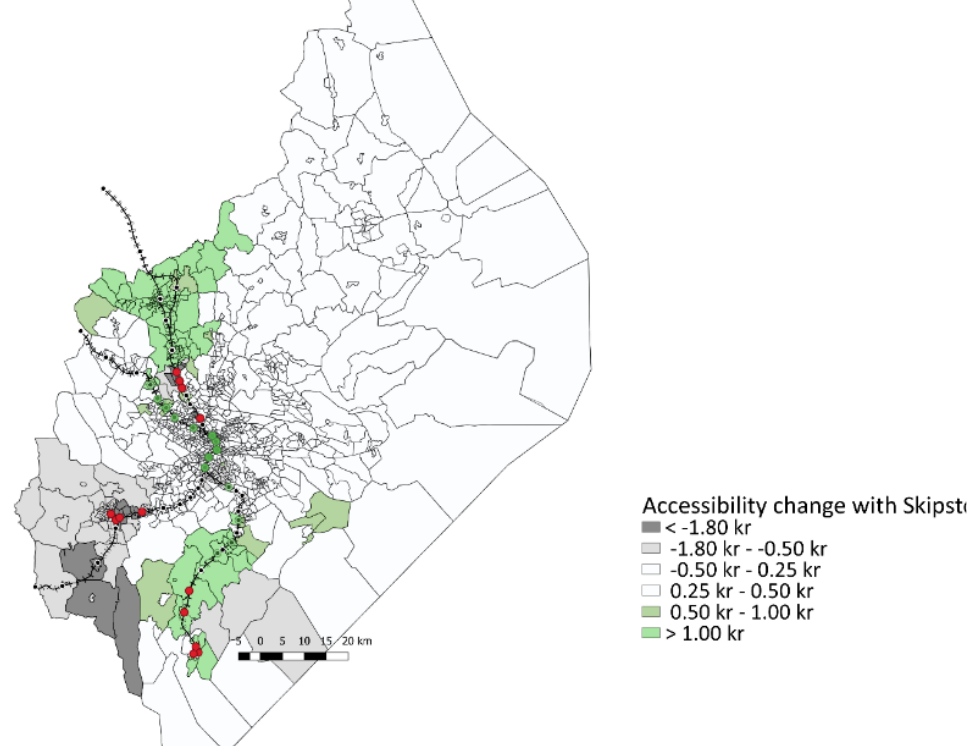 Accessibility change with Skipsto
< -1.80 kr
-1.80 kr - -0.50 kr
-0.50 kr - 0.25 kr
0.25 kr - 0.50 kr
0.50 kr - 1.00 kr
> 1.00 kr
5 0 5 10 15 20 km